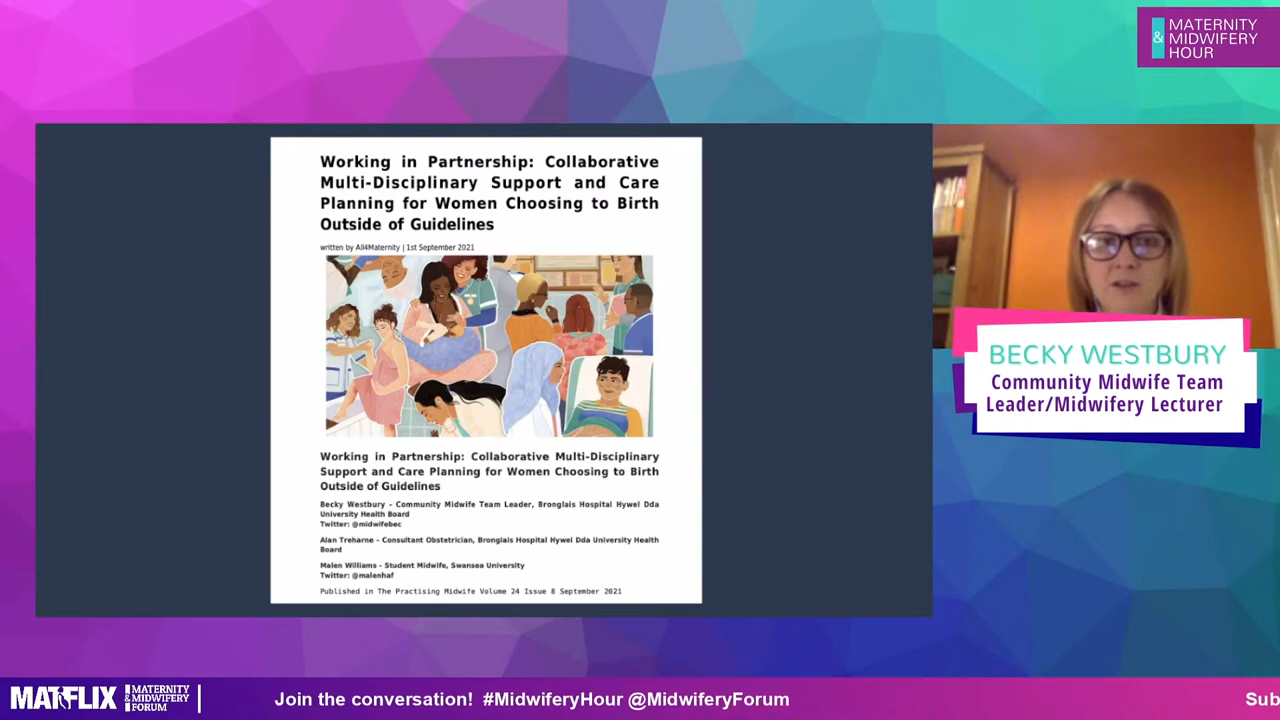 MATERNITY
& MIDWIFERY
HOUR
Working in Partnership: Collaborative
Multi-Disciplinary Support and Care
Planning for Women Choosing to Birth
Outside of Guidelines
written by All4Maternity | 1st September 2021
Working in Partnership: Collaborative Multi-Disciplinary
Support and Care Planning for Women Choosing to Birth
Outside of Guidelines
Becky Westbury - Community Midwife Team Leader, Bronglais Hospital Hywel Dda
University Health Board
Twitter: @midwifebec
Alan Treharne - Consultant Obstetrician, Bronglais Hospital Hywel Dda University Health
Board
Malen Williams - Student Midwife, Swansea University
Twitter: @malenhaf
Published in The Practising Midwife Volume 24 Issue 8 September 2021
BECKY WESTBURY
Community Midwife Team
Leader/Midwifery Lecturer
MATFLIX
MATERNITY
& MIDWIFERY
FORUM
Join the conversation! #MidwiferyHour @MidwiferyForum
Sub